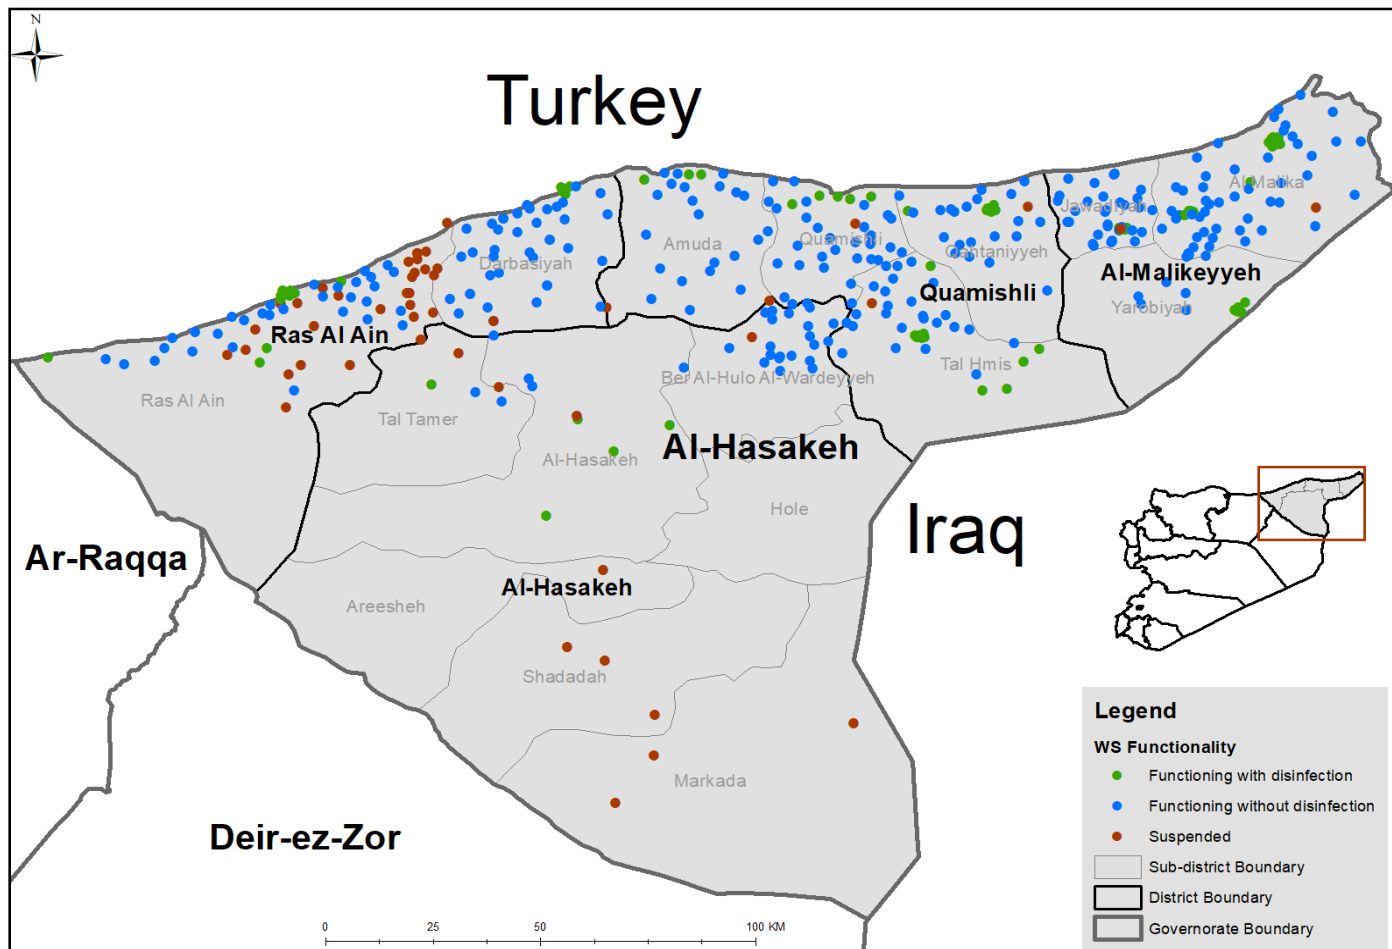 N
Turkey
Al-Malika
Jawadiyah
Quamishli
Amuda
Qahtaniyyeh
Darbasiyah
Al-Malikeyyeh
Quamishli
Yarobiyah
Ras Al Ain
Tal Hmis
Ber Al-Hulo Al-Wardeyyeh
Ras Al Ain
Tal Tamer
Al-Hasakeh
Al-Hasakeh
Hole
Iraq
Ar-Raqqa
Al-Hasakeh
Areesheh
Shadadah
Markada
Deir-ez-Zor
Legend
WS Functionality
Functioning with disinfection
Functioning without disinfection
Suspended
Sub-district Boundary
District Boundary
Governorate Boundary
0 25 50 100 KM